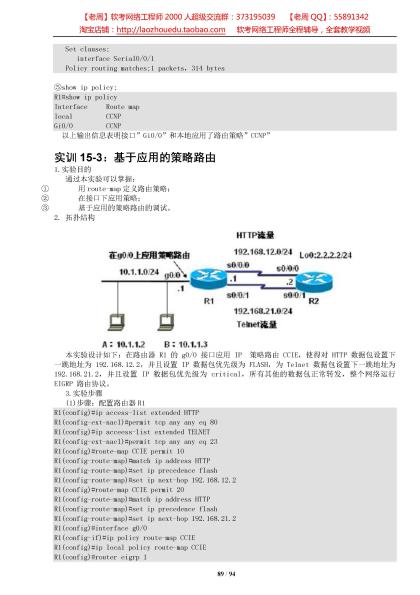 【老周】软考网络工程师 2000 人超级交流群：373195039 【老周 QQ】：55891342
淘宝店铺：http://laozhouedu.taobao.com 软考网络工程师全程辅导，全套教学视频
Set clauses:
interface Serial0/0/1
Policy routing matches:1 packets, 314 bytes
⑤show ip policy;
R1#show ip policy
Interface Route map
local CCNP
Gi0/0 CCNP
以上输出信息表明接口"Gi0/0"和本地应用了路由策略"CCNP"
实训 15-3：基于应用的策略路由
1.实验目的
通过本实验可以掌握：
① 用 route-map 定义路由策略；
② 在接口下应用策略；
③ 基于应用的策略路由的调试。
2. 拓扑结构
HTTP流量
在g0/0上应用策略路由
192.168.12.0/24 Lo0:2.2.2.2/24
10.1.1.0/24 g0/0
s0/0/0 s0/0/0
.1 .1 .2
R1 s0/0/1 s0/0/1 R2
192.168.21.0/24
Telnet流量
A：10.1.1.2 B：10.1.1.3
本实验设计如下：在路由器 R1 的 g0/0 接口应用 IP 策略路由 CCIE，使得对 HTTP 数据包设置下
一跳地址为 192.168.12.2，并且设置 IP 数据包优先级为 FLASH，为 Telnet 数据包设置下一跳地址为
192.168.21.2，并且设置 IP 数据包优先级为 critical，所有其他的数据包正常转发，整个网络运行
EIGRP 路由协议。
3.实验步骤
(1)步骤：配置路由器 R1
R1(config)#ip access-list extended HTTP
R1(config-ext-nacl)#permit tcp any any eq 80
R1(config)#ip acceess-list extended TELNET
R1(config-ext-nacl)#permit tcp any any eq 23
R1(config)#route-map CCIE permit 10
R1(config-route-map)#match ip address HTTP
R1(config-route-map)#set ip precedence flash
R1(config-route-map)#set ip next-hop 192.168.12.2
R1(config)#route-map CCIE permit 20
R1(config-route-map)#match ip address HTTP
R1(config-route-map)#set ip precedence flash
R1(config-route-map)#set ip next-hop 192.168.21.2
R1(config)#interface g0/0
R1(config-if)#ip policy route-map CCIE
R1(config)#ip local policy route-map CCIE
R1(config)#router eigrp 1
89 / 94